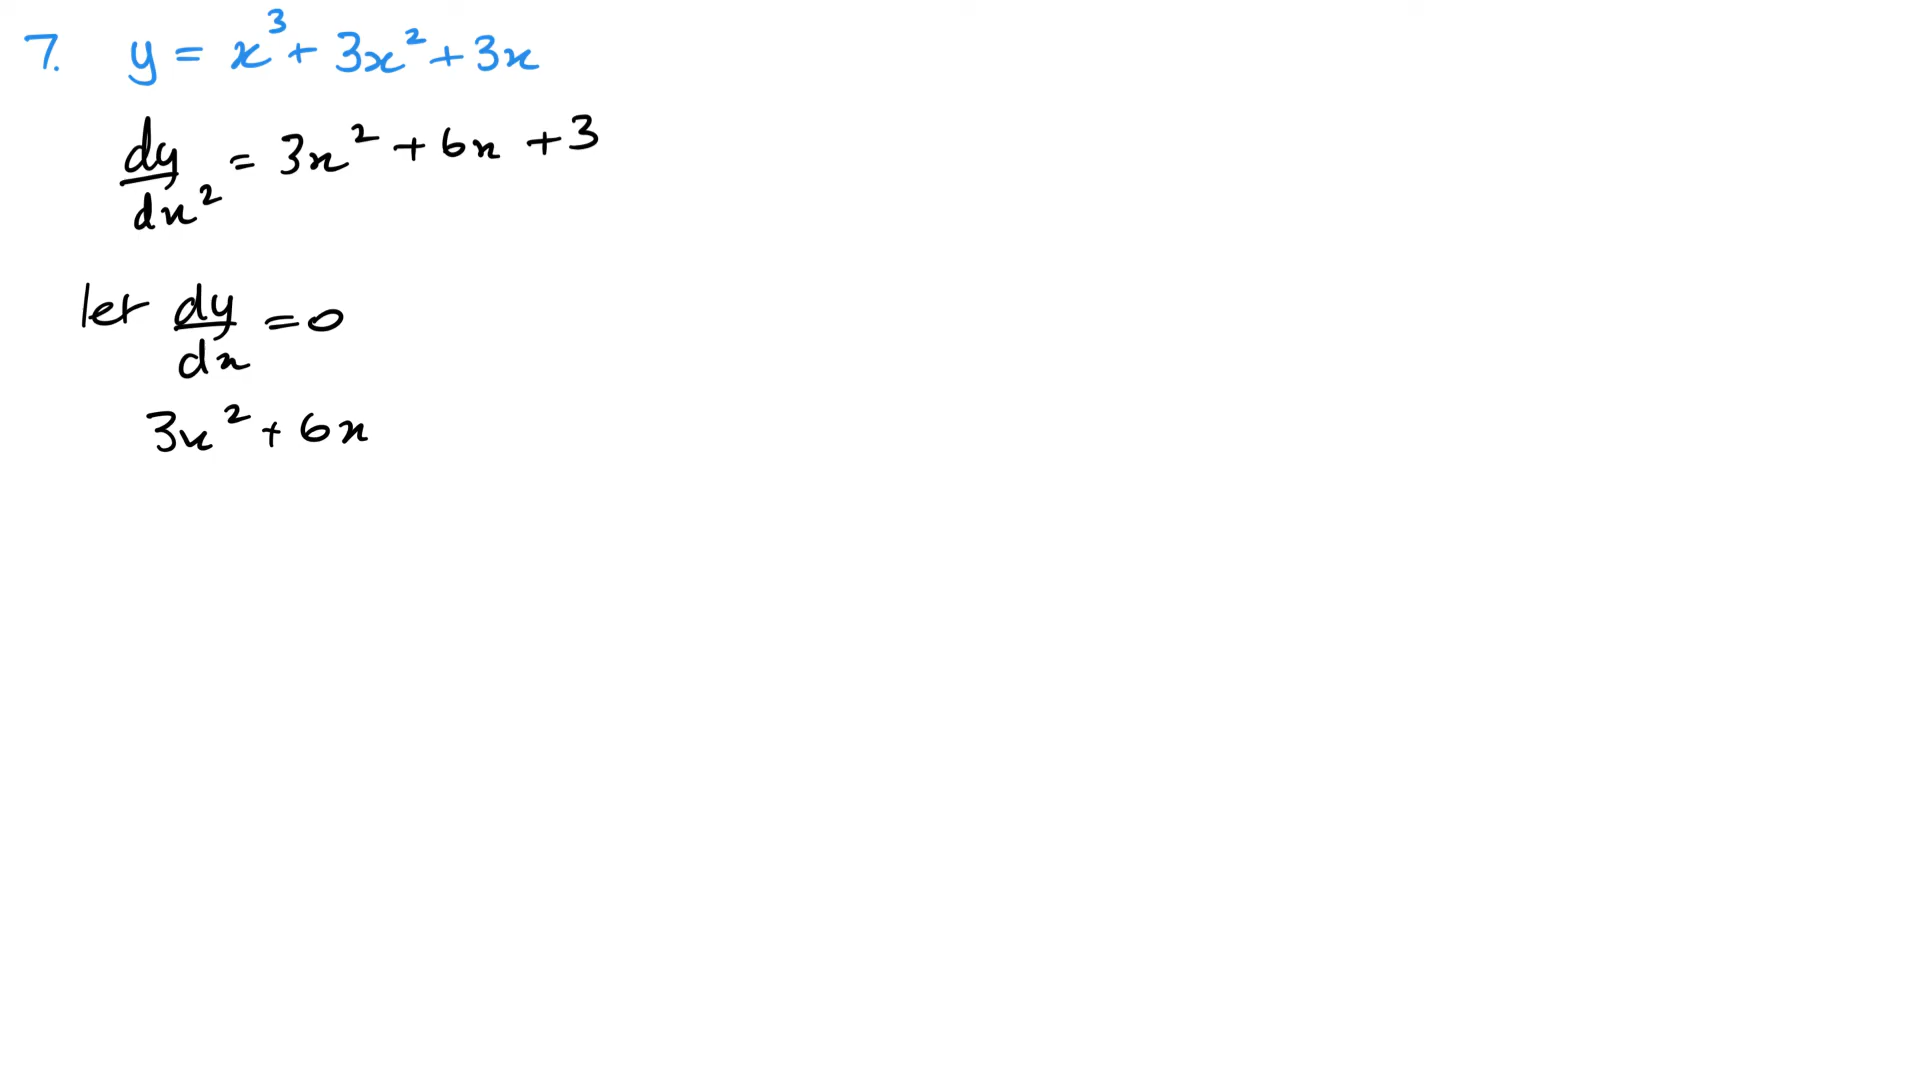 7. y = x³ + 3x² + 3x
dy/dx² = 3x² + 6x + 3
let dy/dx = 0
3x² + 6x